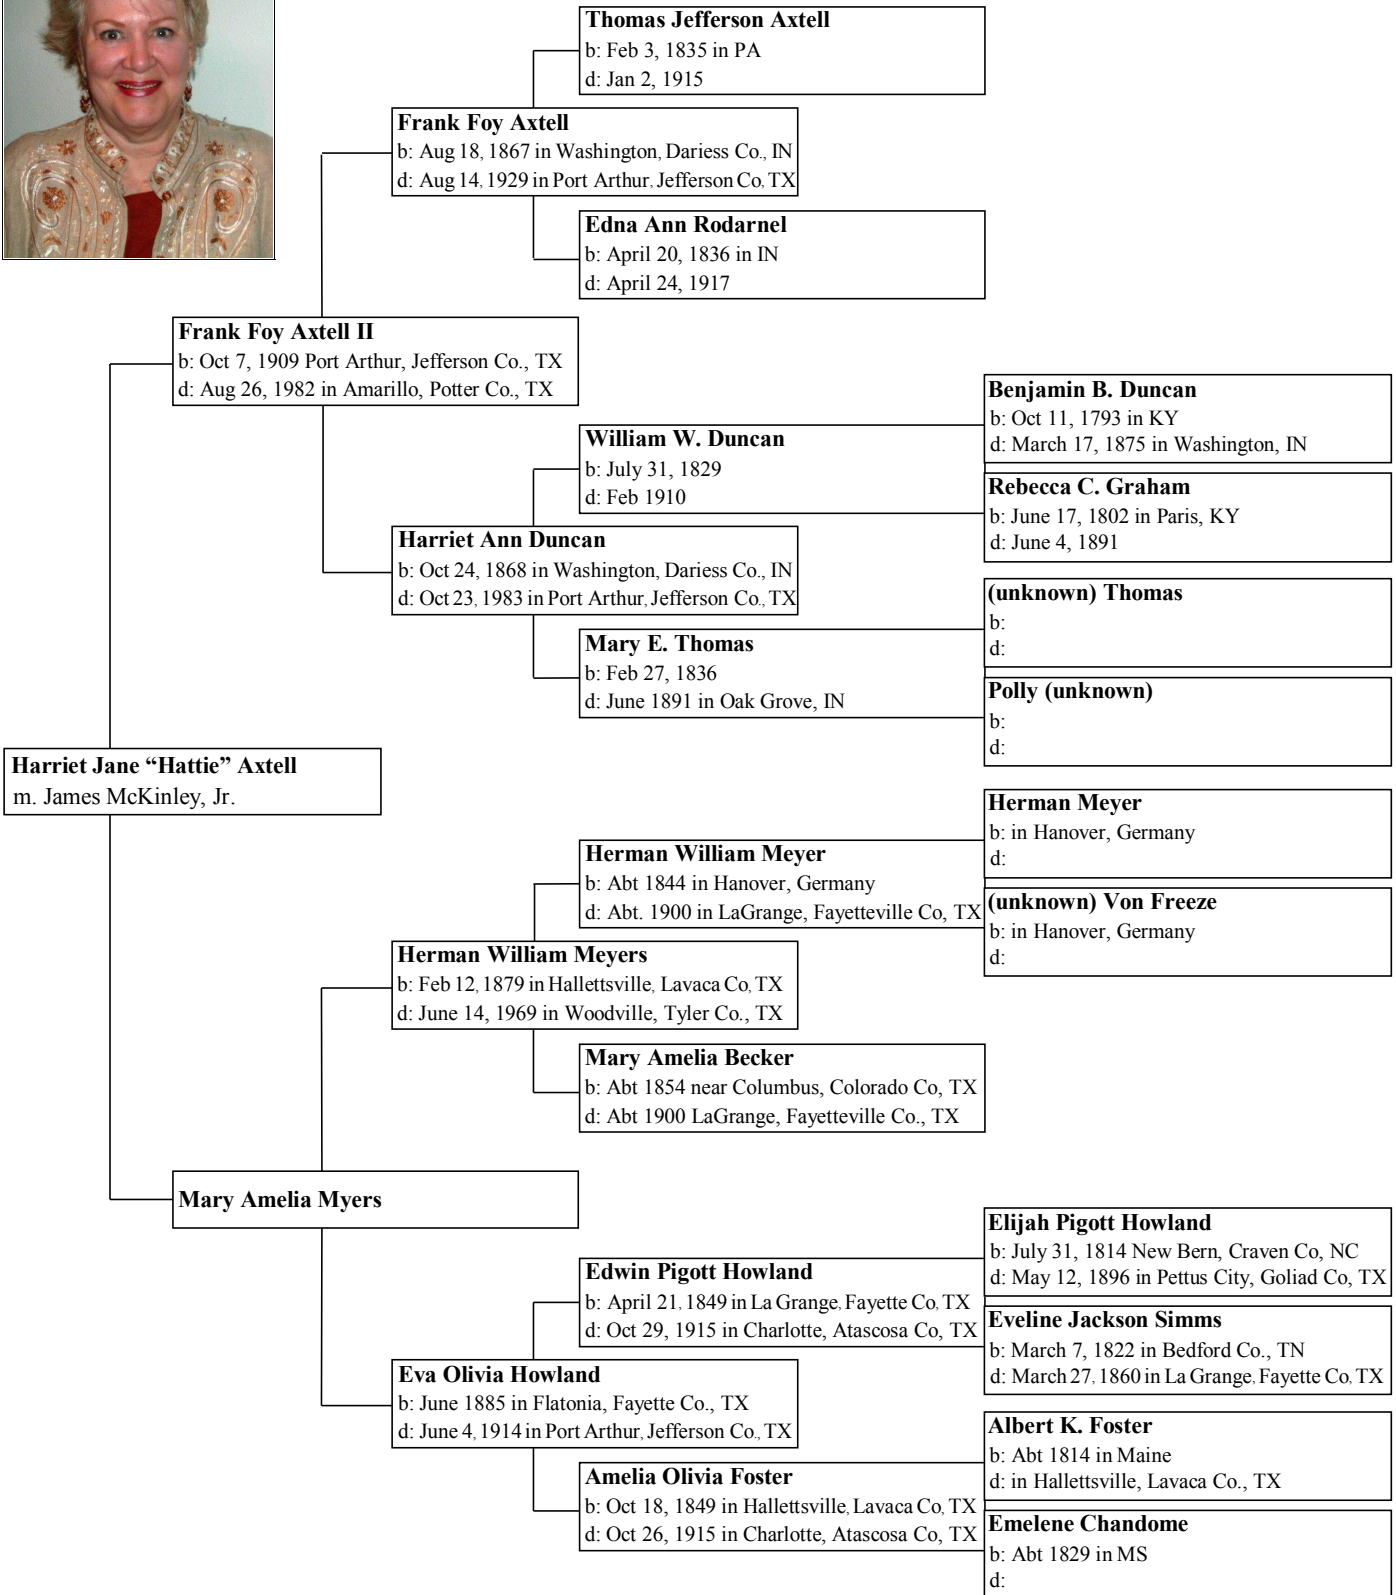 Thomas Jefferson Axtell
b: Feb 3, 1835 in PA
d: Jan 2, 1915
Frank Foy Axtell
b: Aug 18, 1867 in Washington, Dariess Co., IN
d: Aug 14, 1929 in Port Arthur, Jefferson Co, TX
Edna Ann Rodarnel
b: April 20, 1836 in IN
d: April 24, 1917
Frank Foy Axtell II
b: Oct 7, 1909 Port Arthur, Jefferson Co., TX
d: Aug 26, 1982 in Amarillo, Potter Co., TX
Benjamin B. Duncan
b: Oct 11, 1793 in KY
d: March 17, 1875 in Washington, IN
William W. Duncan
b: July 31, 1829
d: Feb 1910
Rebecca C. Graham
b: June 17, 1802 in Paris, KY
d: June 4, 1891
Harriet Ann Duncan
b: Oct 24, 1868 in Washington, Dariess Co., IN
d: Oct 23, 1983 in Port Arthur, Jefferson Co., TX
(unknown) Thomas
b:
d:
Mary E. Thomas
b: Feb 27, 1836
d: June 1891 in Oak Grove, IN
Polly (unknown)
b:
d:
Harriet Jane “Hattie” Axtell
m. James McKinley, Jr.
Herman Meyer
b: in Hanover, Germany
d:
Herman William Meyer
b: Abt 1844 in Hanover, Germany
d: Abt. 1900 in LaGrange, Fayetteville Co, TX
(unknown) Von Freeze
b: in Hanover, Germany
d:
Herman William Meyers
b: Feb 12, 1879 in Hallettsville, Lavaca Co, TX
d: June 14, 1969 in Woodville, Tyler Co., TX
Mary Amelia Becker
b: Abt 1854 near Columbus, Colorado Co, TX
d: Abt 1900 LaGrange, Fayetteville Co., TX
Mary Amelia Myers
Elijah Pigott Howland
b: July 31, 1814 New Bern, Craven Co, NC
d: May 12, 1896 in Pettus City, Goliad Co, TX
Edwin Pigott Howland
b: April 21, 1849 in La Grange, Fayette Co, TX
d: Oct 29, 1915 in Charlotte, Atascosa Co, TX
Eveline Jackson Simms
b: March 7, 1822 in Bedford Co., TN
d: March 27, 1860 in La Grange, Fayette Co, TX
Eva Olivia Howland
b: June 1885 in Flatonia, Fayette Co., TX
d: June 4, 1914 in Port Arthur, Jefferson Co., TX
Albert K. Foster
b: Abt 1814 in Maine
d: in Hallettsville, Lavaca Co., TX
Amelia Olivia Foster
b: Oct 18, 1849 in Hallettsville, Lavaca Co, TX
d: Oct 26, 1915 in Charlotte, Atascosa Co, TX
Emelene Chandome
b: Abt 1829 in MS
d: